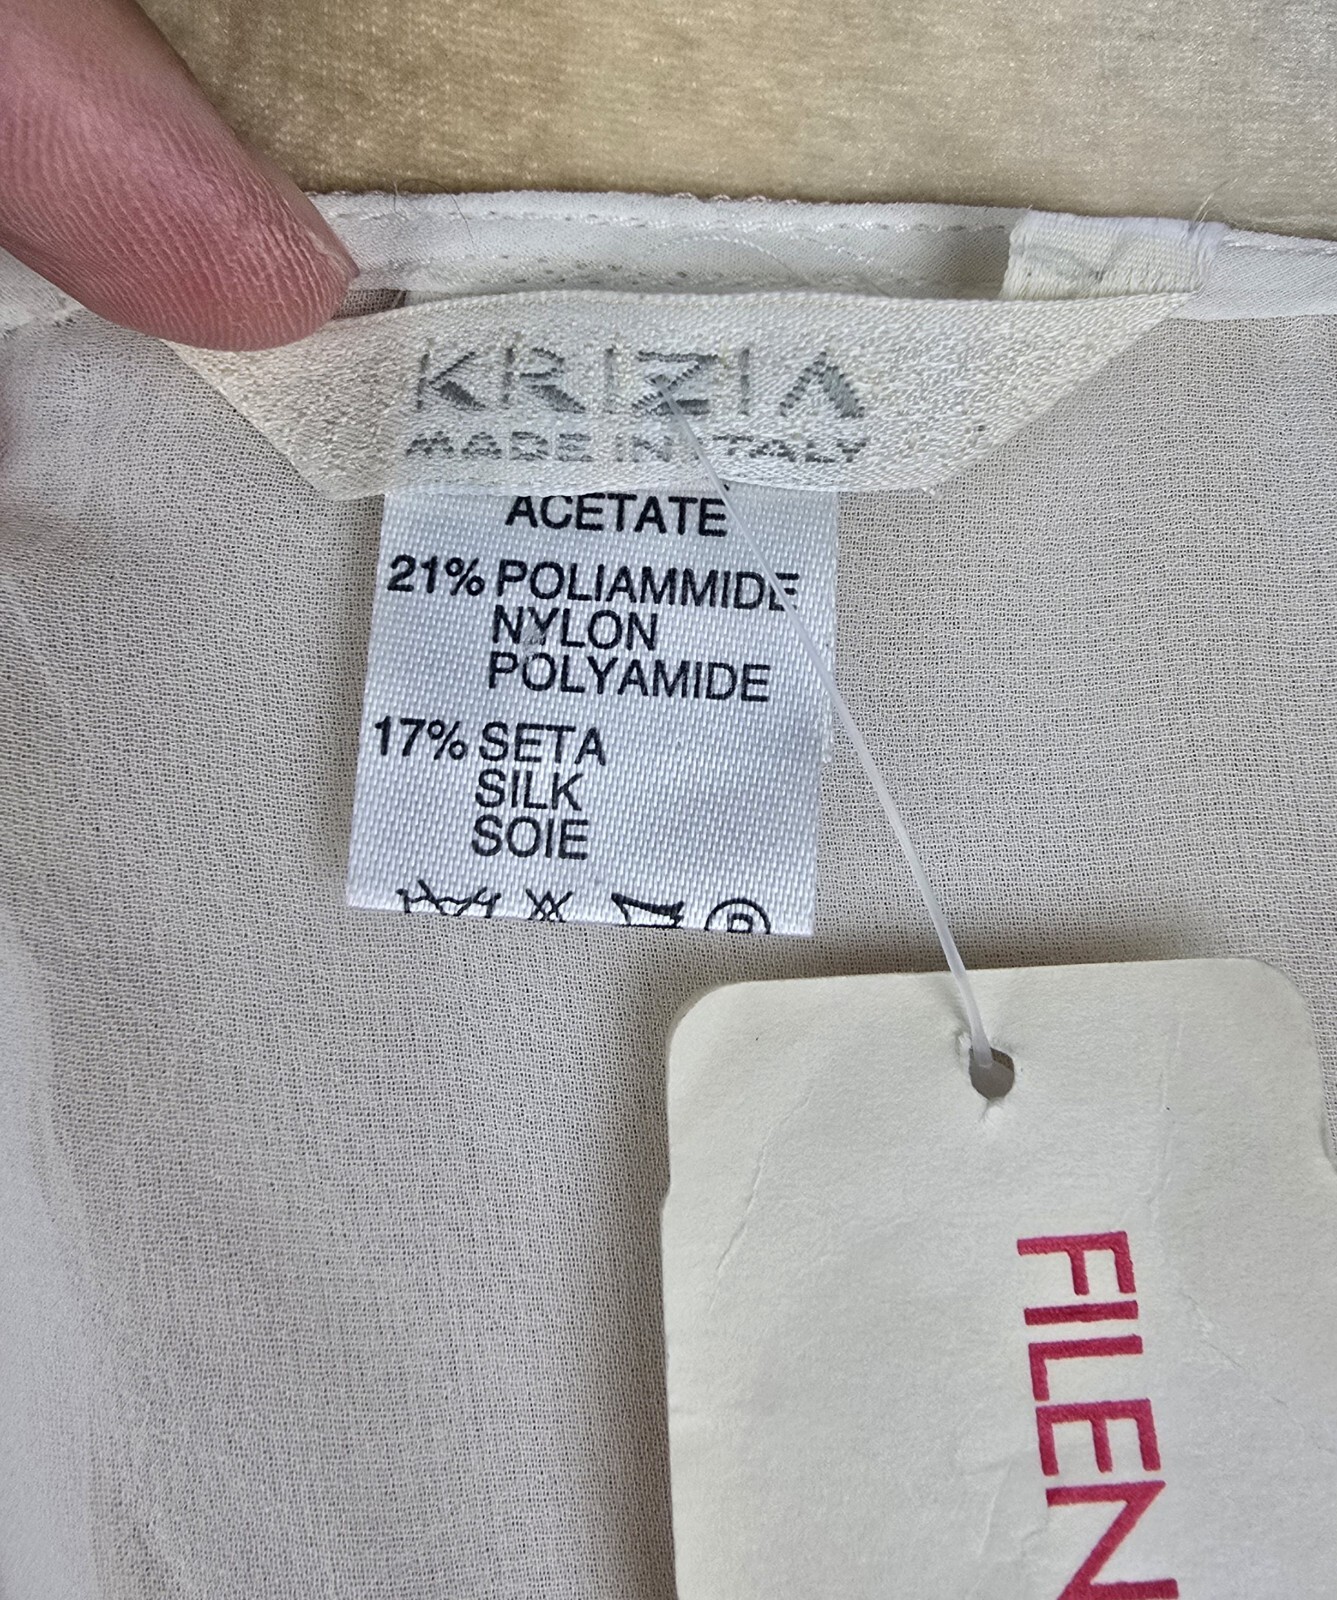 KRIZIA
MADE IN ITALY
ACETATE
21% POLIAMMIDE
NYLON
POLYAMIDE
17% SETA
SILK
SOIE
P
FILEN